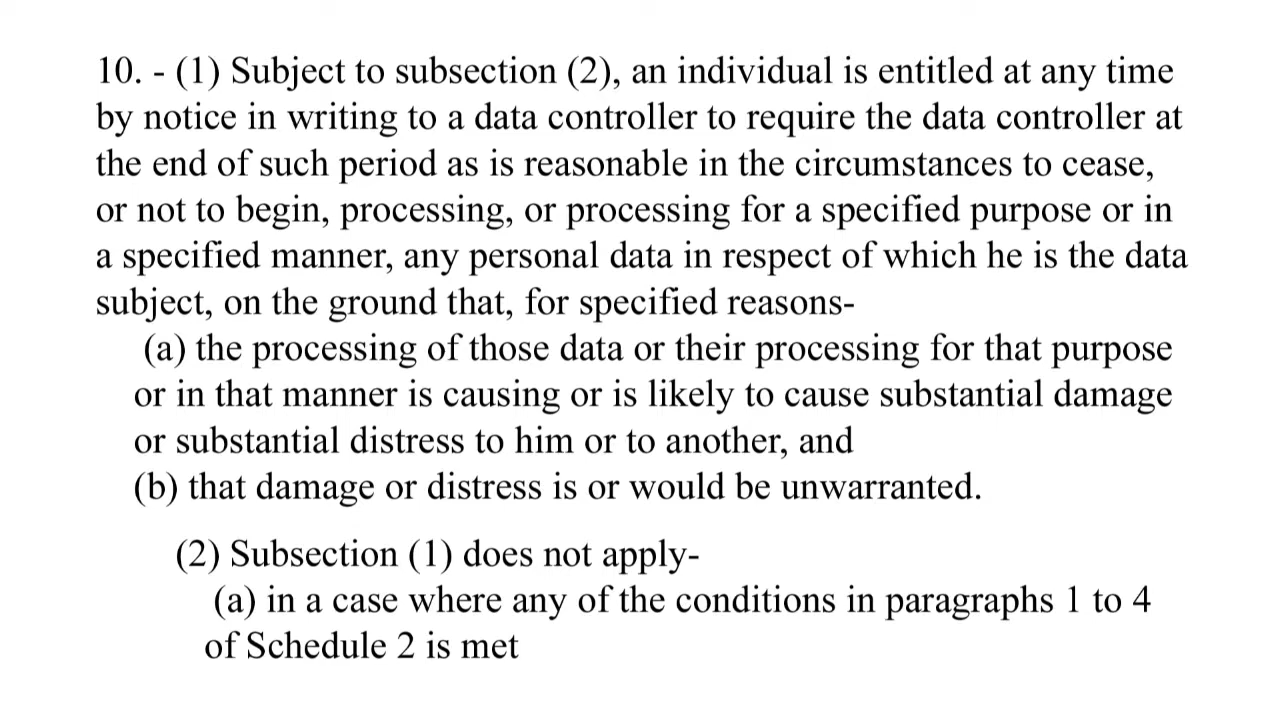 10. - (1) Subject to subsection (2), an individual is entitled at any time
by notice in writing to a data controller to require the data controller at
the end of such period as is reasonable in the circumstances to cease,
or not to begin, processing, or processing for a specified purpose or in
a specified manner, any personal data in respect of which he is the data
subject, on the ground that, for specified reasons-
(a) the processing of those data or their processing for that purpose
or in that manner is causing or is likely to cause substantial damage
or substantial distress to him or to another, and
(b) that damage or distress is or would be unwarranted.
(2) Subsection (1) does not apply-
(a) in a case where any of the conditions in paragraphs 1 to 4
of Schedule 2 is met